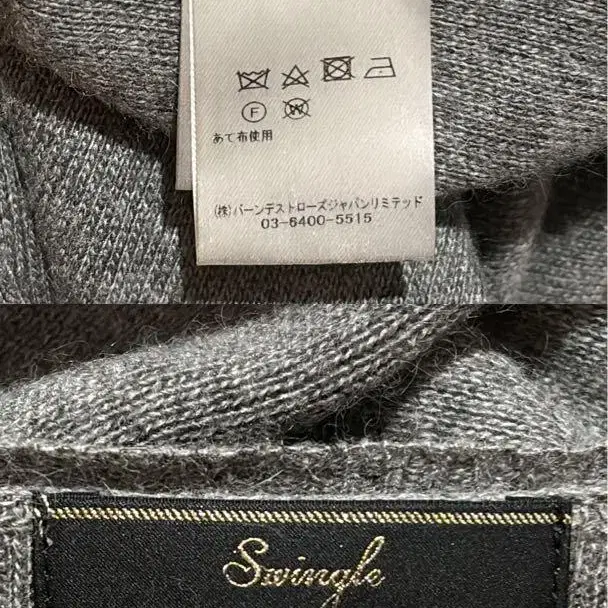 F
W
あて布使用
(株)バーンデストローズジャパンリミテッド
03-6400-5515
Swingle